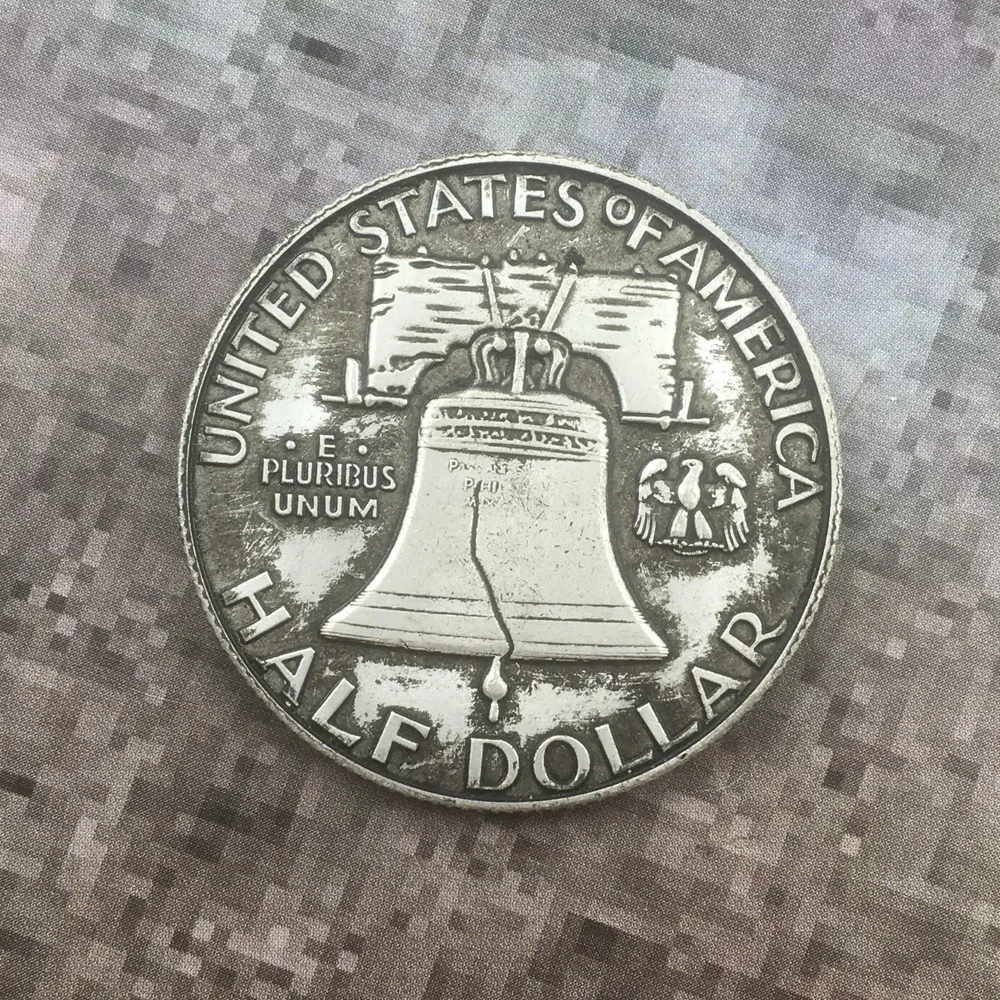 UNITED STATES OF AMERICA
· E ·
PLURIBUS
UNUM
HALF DOLLAR